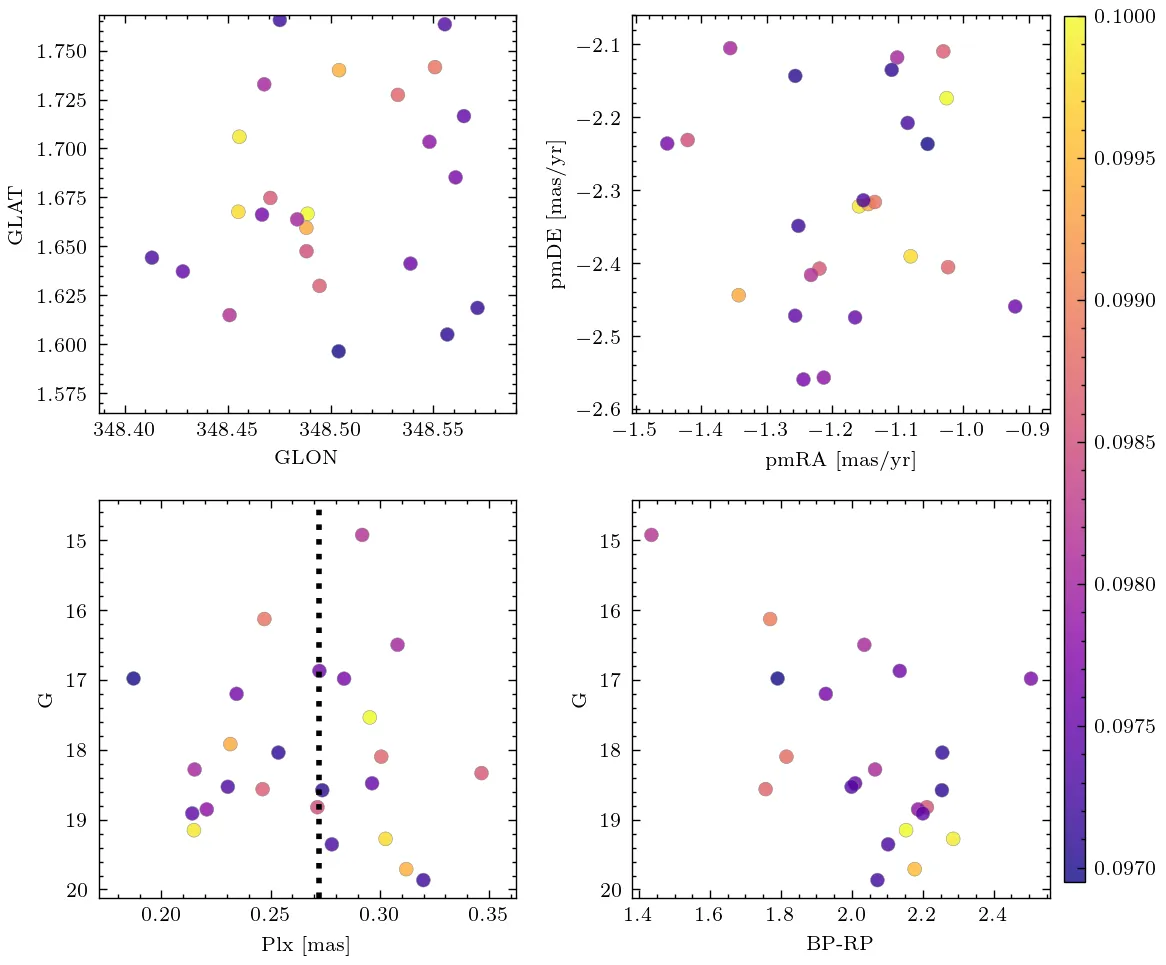 1.750
1.725
1.700
1.675
1.650
1.625
1.600
1.575
GLAT
348.40 348.45 348.50 348.55
GLON
−2.1
−2.2
−2.3
−2.4
−2.5
−2.6
pmDE [mas/yr]
−1.5 −1.4 −1.3 −1.2 −1.1 −1.0 −0.9
pmRA [mas/yr]
0.1000
0.0995
0.0990
0.0985
0.0980
0.0975
0.0970
15
16
17
18
19
20
G
0.20 0.25 0.30 0.35
Plx [mas]
15
16
17
18
19
20
G
1.4 1.6 1.8 2.0 2.2 2.4
BP-RP